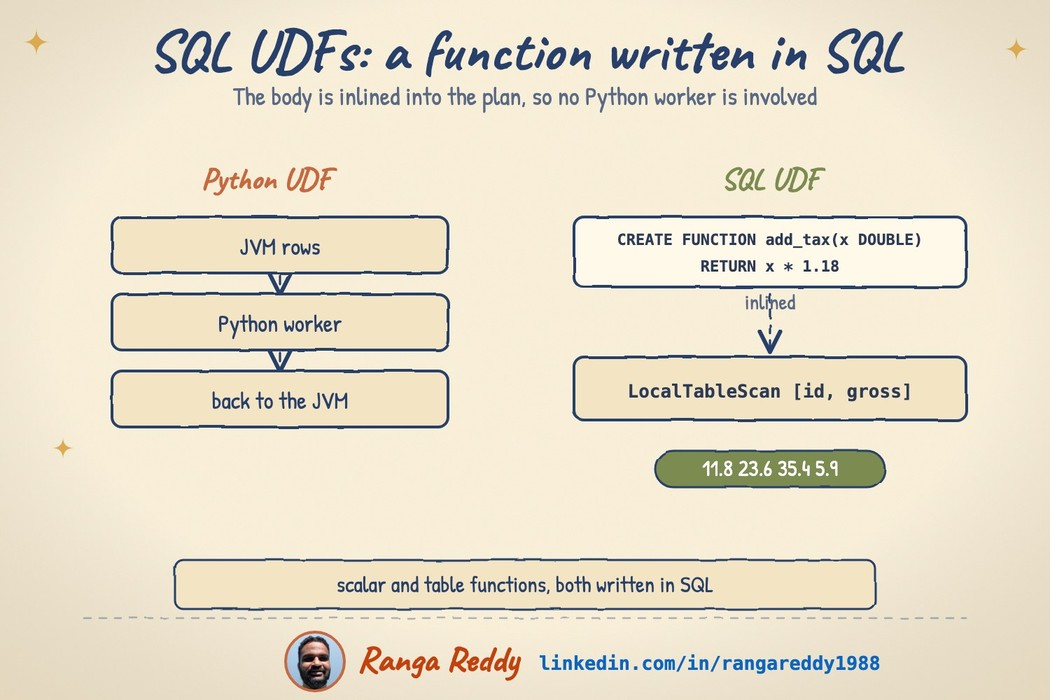 SQL UDFs: a function written in SQL
The body is inlined into the plan, so no Python worker is involved
Python UDF
JVM rows
Python worker
back to the JVM
SQL UDF
CREATE FUNCTION add_tax(x DOUBLE)
RETURN x * 1.18
inlined
LocalTableScan [id, gross]
11.8 23.6 35.4 5.9
scalar and table functions, both written in SQL
Ranga Reddy linkedin.com/in/rangareddy1988